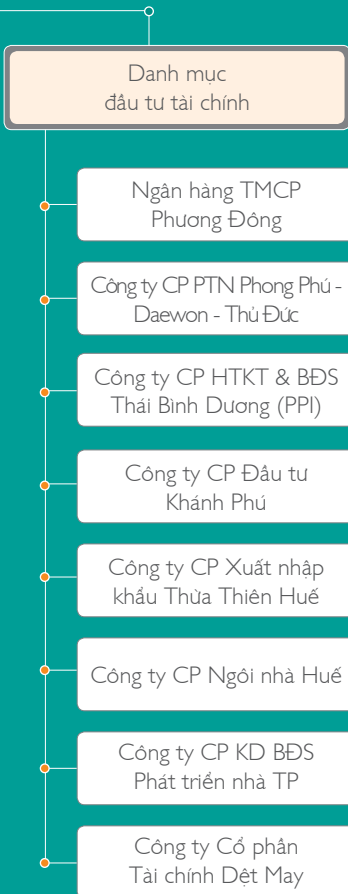 Danh mục
đầu tư tài chính
Ngân hàng TMCP
Phương Đông
Công ty CP PTN Phong Phú -
Daewon - Thủ Đức
Công ty CP HTKT & BĐS
Thái Bình Dương (PPI)
Công ty CP Đầu tư
Khánh Phú
Công ty CP Xuất nhập
khẩu Thừa Thiên Huế
Công ty CP Ngôi nhà Huế
Công ty CP KD BĐS
Phát triển nhà TP
Công ty Cổ phần
Tài chính Dệt May